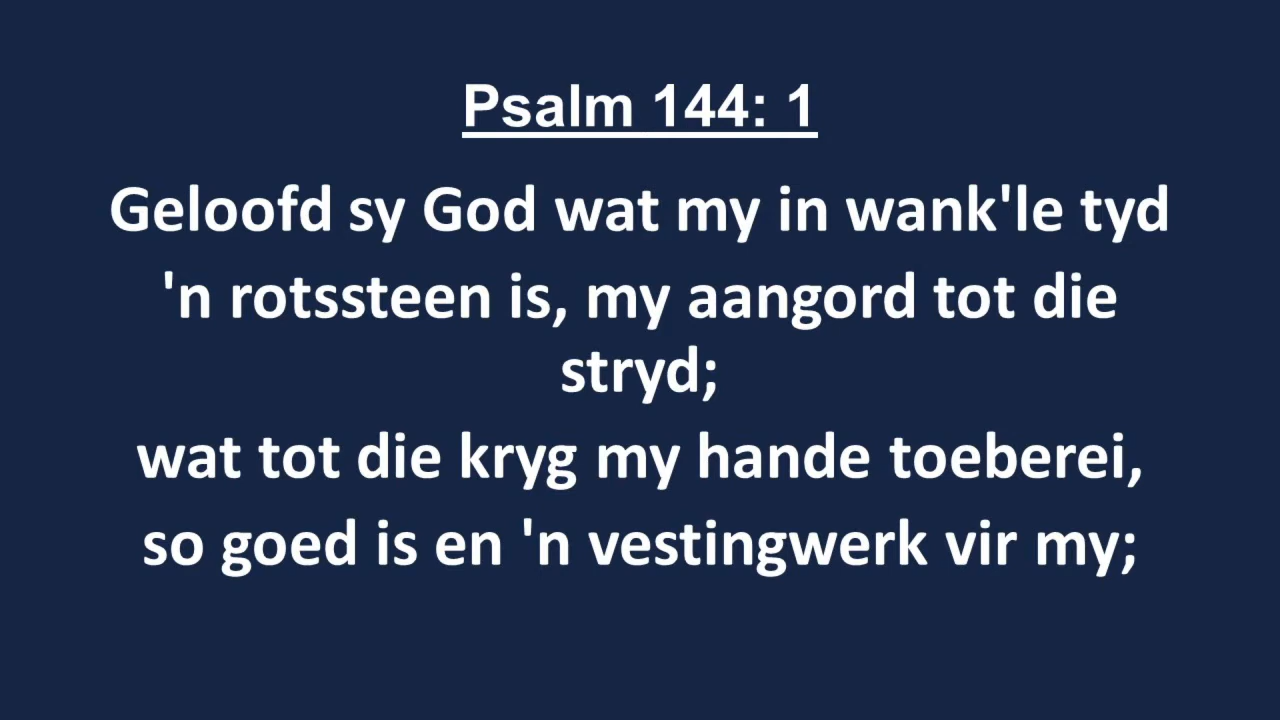 Psalm 144: 1
Geloofd sy God wat my in wank'le tyd
'n rotssteen is, my aangord tot die
stryd;
wat tot die kryg my hande toeberei,
so goed is en 'n vestingwerk vir my;